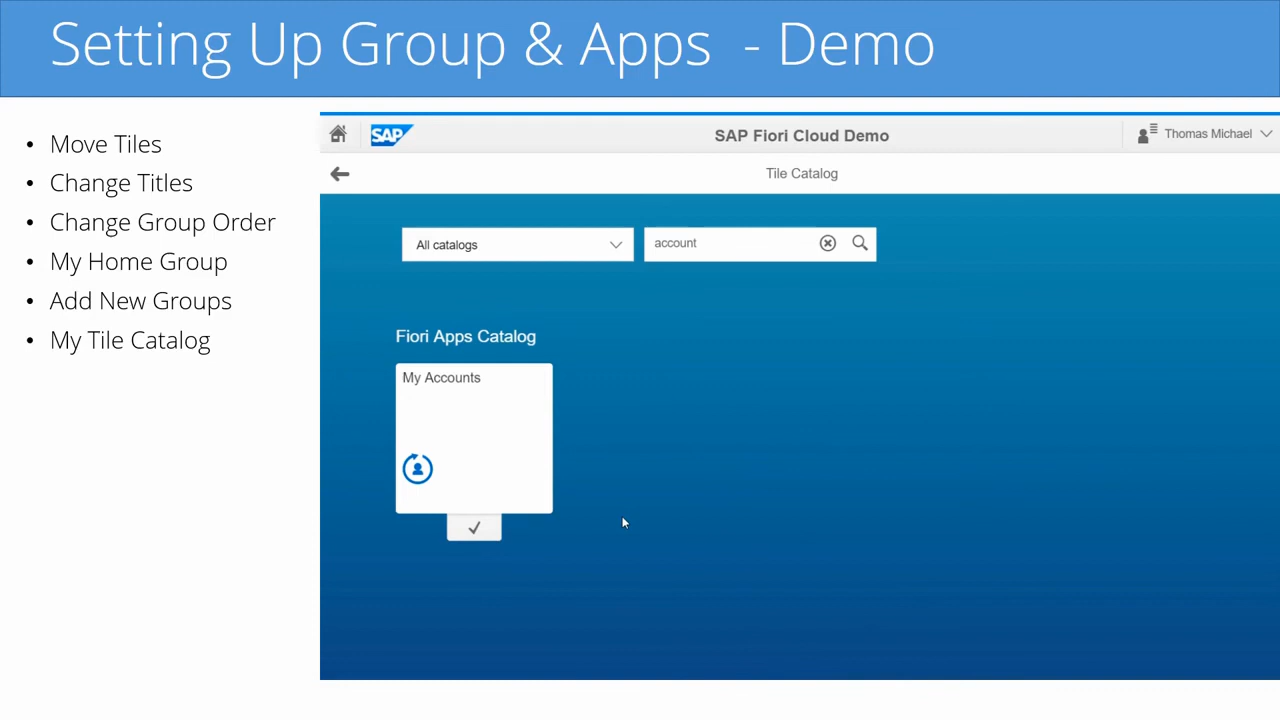 Setting Up Group & Apps - Demo
• Move Tiles
• Change Titles
• Change Group Order
• My Home Group
• Add New Groups
• My Tile Catalog
SAP
SAP Fiori Cloud Demo
Thomas Michael
Tile Catalog
All catalogs
account
Fiori Apps Catalog
My Accounts